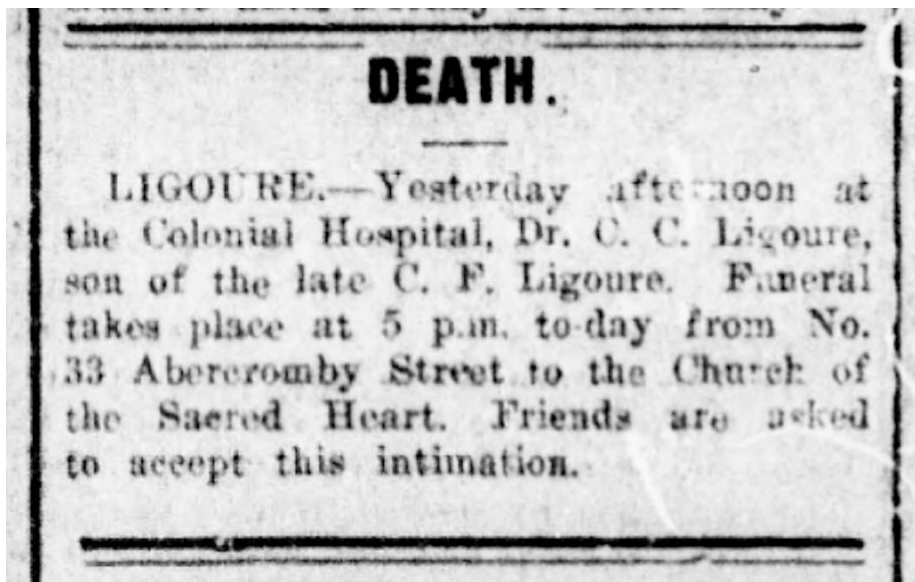 DEATH.
LIGOURE.—Yesterday afternoon at
the Colonial Hospital, Dr. C. C. Ligoure,
son of the late C. F. Ligoure. Funeral
takes place at 5 p.m. to-day from No.
33 Abercromby Street to the Church of
the Sacred Heart. Friends are asked
to accept this intimation.